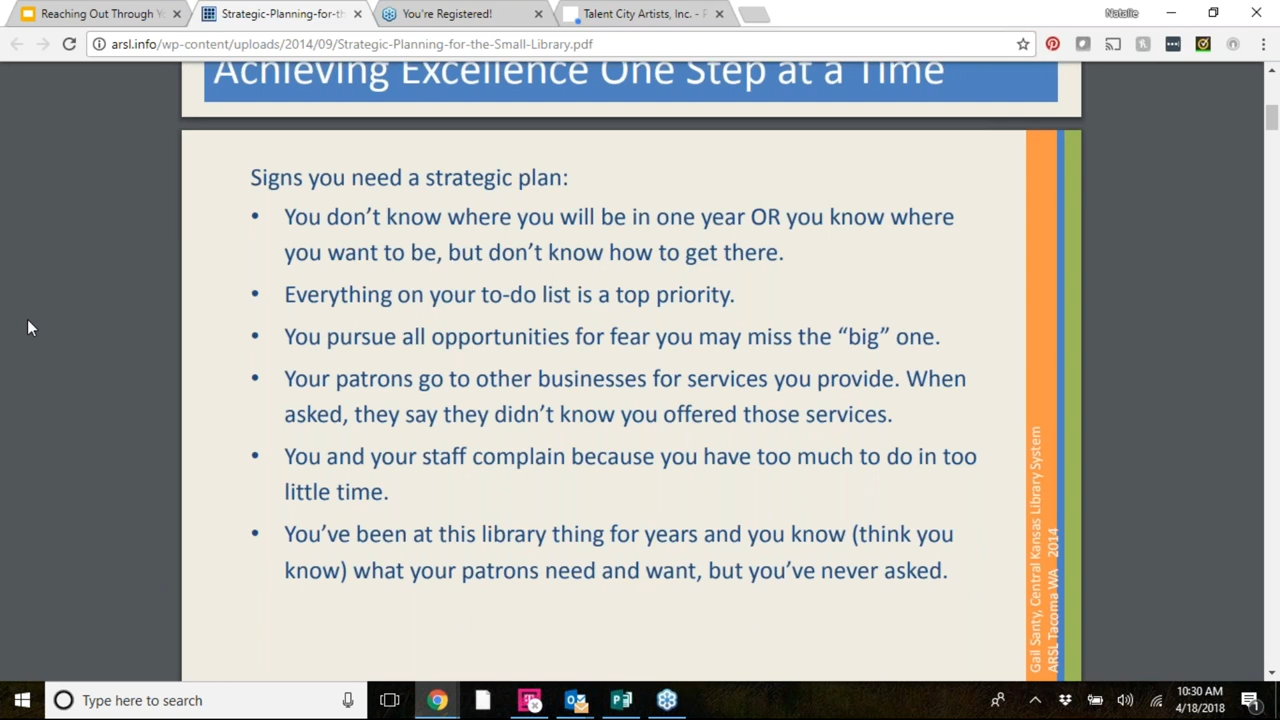 Reaching Out Through Y
Strategic-Planning-for-th
You're Registered!
Talent City Artists, Inc. - P
Natalie
arsl.info/wp-content/uploads/2014/09/Strategic-Planning-for-the-Small-Library.pdf
Achieving Excellence One Step at a Time
Signs you need a strategic plan:
• You don’t know where you will be in one year OR you know where
you want to be, but don’t know how to get there.
• Everything on your to-do list is a top priority.
• You pursue all opportunities for fear you may miss the “big” one.
• Your patrons go to other businesses for services you provide. When
asked, they say they didn’t know you offered those services.
• You and your staff complain because you have too much to do in too
little time.
• You’ve been at this library thing for years and you know (think you
know) what your patrons need and want, but you’ve never asked.
Gail Santy, Central Kansas Library System
ARSL Tacoma WA 2014
Type here to search
10:30 AM
4/18/2018